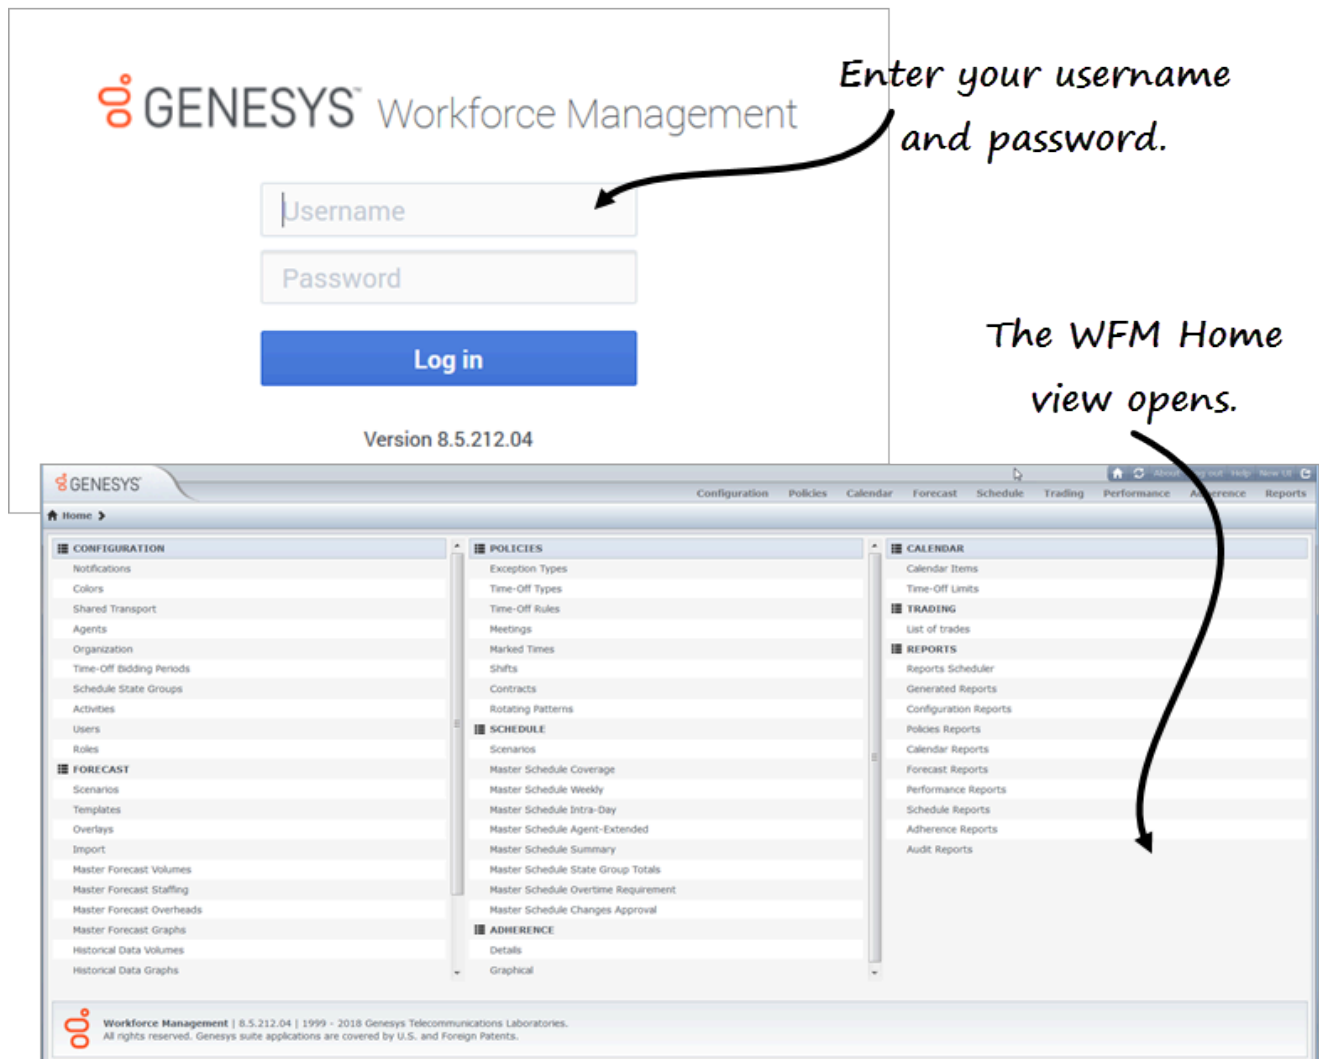 GENESYS™ Workforce Management
Enter your username
and password.
Username
Password
Log in
Version 8.5.212.04
The WFM Home
view opens.
GENESYS
About Log out Help New UI
Configuration Policies Calendar Forecast Schedule Trading Performance Adherence Reports
Home
CONFIGURATION
Notifications
Colors
Shared Transport
Agents
Organization
Time-Off Bidding Periods
Schedule State Groups
Activities
Users
Roles
FORECAST
Scenarios
Templates
Overlays
Import
Master Forecast Volumes
Master Forecast Staffing
Master Forecast Overheads
Master Forecast Graphs
Historical Data Volumes
Historical Data Graphs
POLICIES
Exception Types
Time-Off Types
Time-Off Rules
Meetings
Marked Times
Shifts
Contracts
Rotating Patterns
SCHEDULE
Scenarios
Master Schedule Coverage
Master Schedule Weekly
Master Schedule Intra-Day
Master Schedule Agent-Extended
Master Schedule Summary
Master Schedule State Group Totals
Master Schedule Overtime Requirement
Master Schedule Changes Approval
ADHERENCE
Details
Graphical
CALENDAR
Calendar Items
Time-Off Limits
TRADING
List of trades
REPORTS
Reports Scheduler
Generated Reports
Configuration Reports
Policies Reports
Calendar Reports
Forecast Reports
Performance Reports
Schedule Reports
Adherence Reports
Audit Reports
Workforce Management | 8.5.212.04 | 1999 - 2018 Genesys Telecommunications Laboratories.
All rights reserved. Genesys suite applications are covered by U.S. and Foreign Patents.